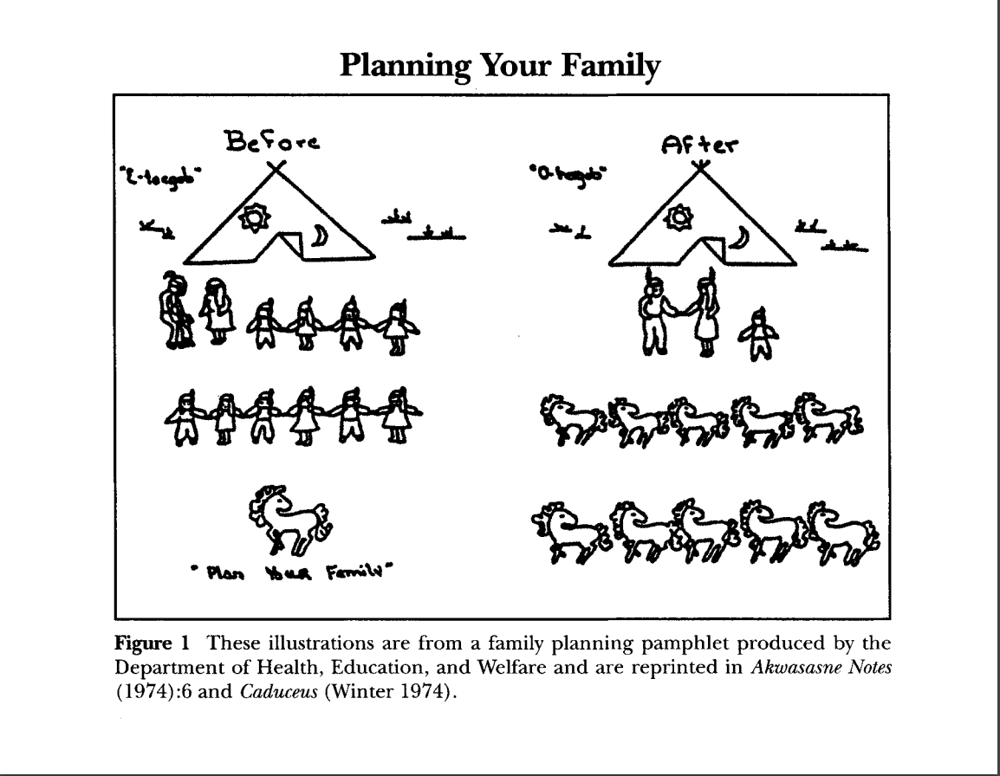 Planning Your Family
Before
After
"Plan Your Family"
Figure 1 These illustrations are from a family planning pamphlet produced by the
Department of Health, Education, and Welfare and are reprinted in Akwasasne Notes
(1974):6 and Caduceus (Winter 1974).